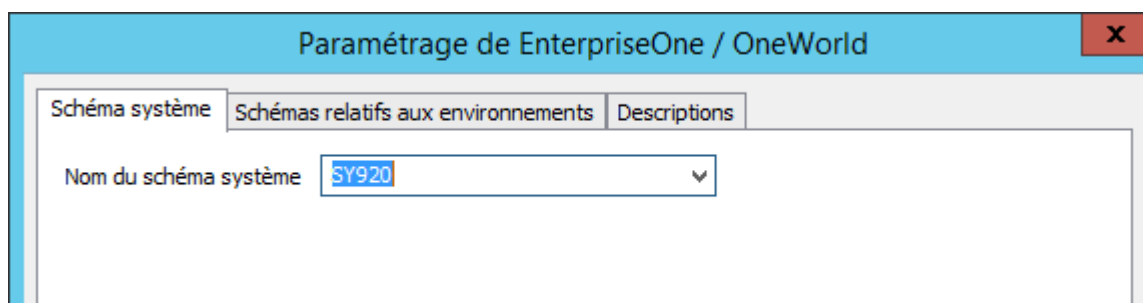 Paramétrage de EnterpriseOne / OneWorld
x
Schéma système Schémas relatifs aux environnements Descriptions
Nom du schéma système SY920